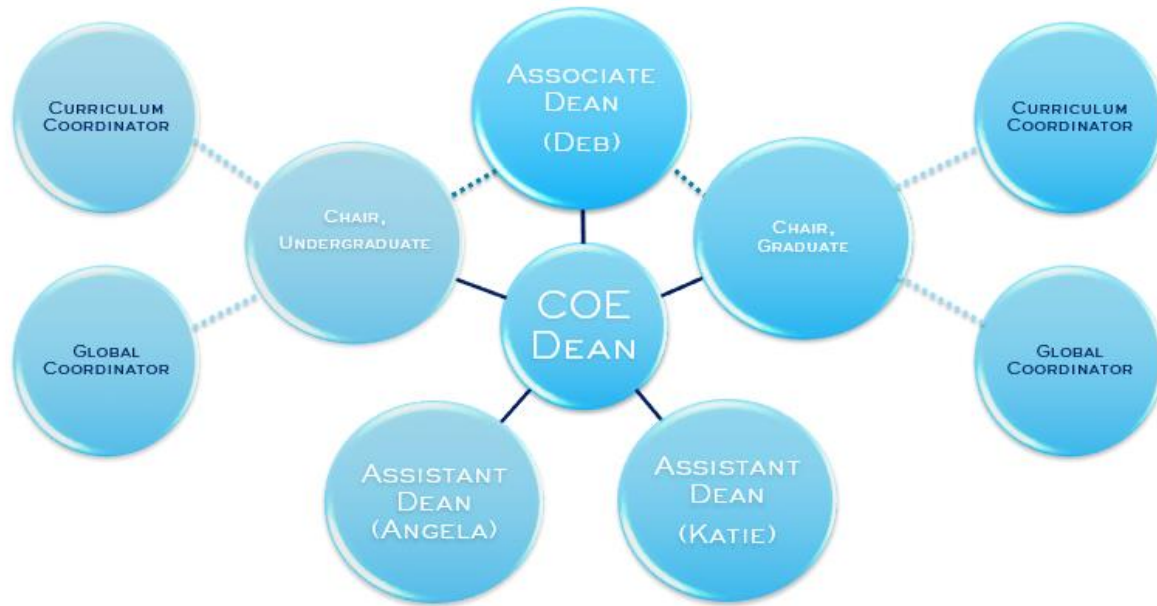 CURRICULUM
COORDINATOR
ASSOCIATE
DEAN
(DEB)
CURRICULUM
COORDINATOR
CHAIR,
UNDERGRADUATE
CHAIR,
GRADUATE
COE
DEAN
GLOBAL
COORDINATOR
GLOBAL
COORDINATOR
ASSISTANT
DEAN
(ANGELA)
ASSISTANT
DEAN
(KATIE)